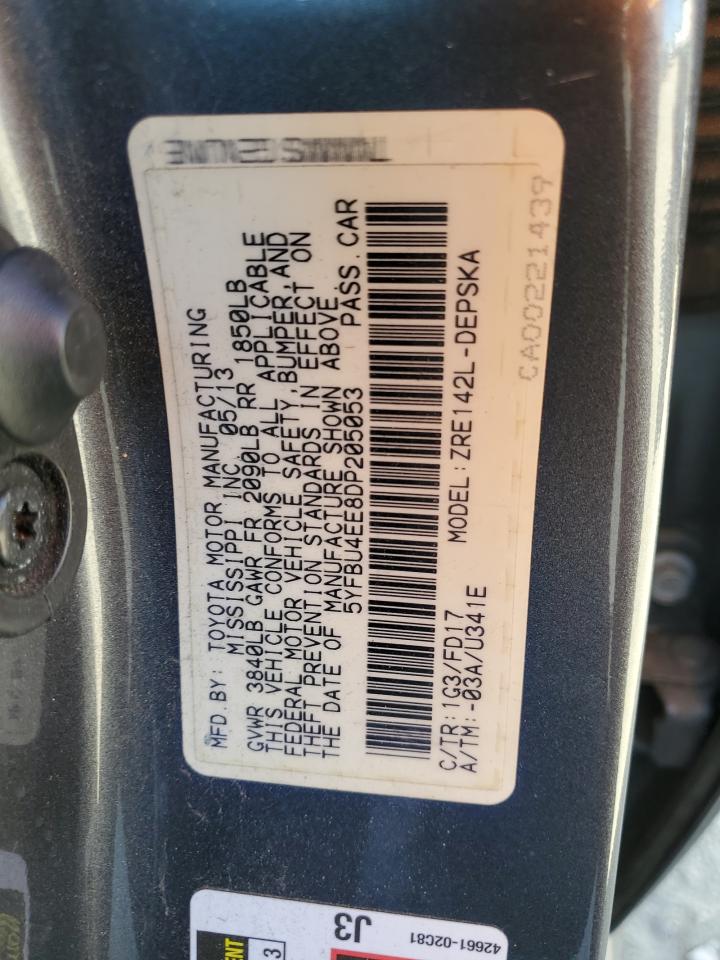 MFD.BY: TOYOTA MOTOR MANUFACTURING
MISSISSIPPI INC. 05/13
GVWR 3840LB GAWR FR 2090LB RR 1850LB
THIS VEHICLE CONFORMS TO ALL APPLICABLE
FEDERAL MOTOR VEHICLE SAFETY,BUMPER,AND
THEFT PREVENTION STANDARDS IN EFFECT ON
THE DATE OF MANUFACTURE SHOWN ABOVE.
5YFBU4EE8DP205053 PASS.CAR
C/TR:1G3/FD17 MODEL:ZRE142L-DEPSKA
A/TM:-03A/U341E
CA00221439
J3
42661-02C81
3